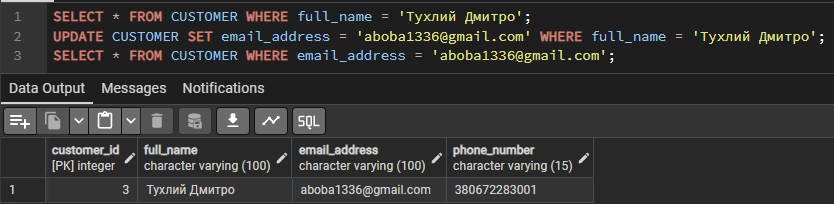 1 SELECT * FROM CUSTOMER WHERE full_name = 'Тухлий Дмитро';
2 UPDATE CUSTOMER SET email_address = 'aboba1336@gmail.com' WHERE full_name = 'Тухлий Дмитро';
3 SELECT * FROM CUSTOMER WHERE email_address = 'aboba1336@gmail.com';
Data Output Messages Notifications
SQL
customer_id full_name email_address phone_number
[PK] integer character varying (100) character varying (100) character varying (15)
1 3 Тухлий Дмитро aboba1336@gmail.com 380672283001